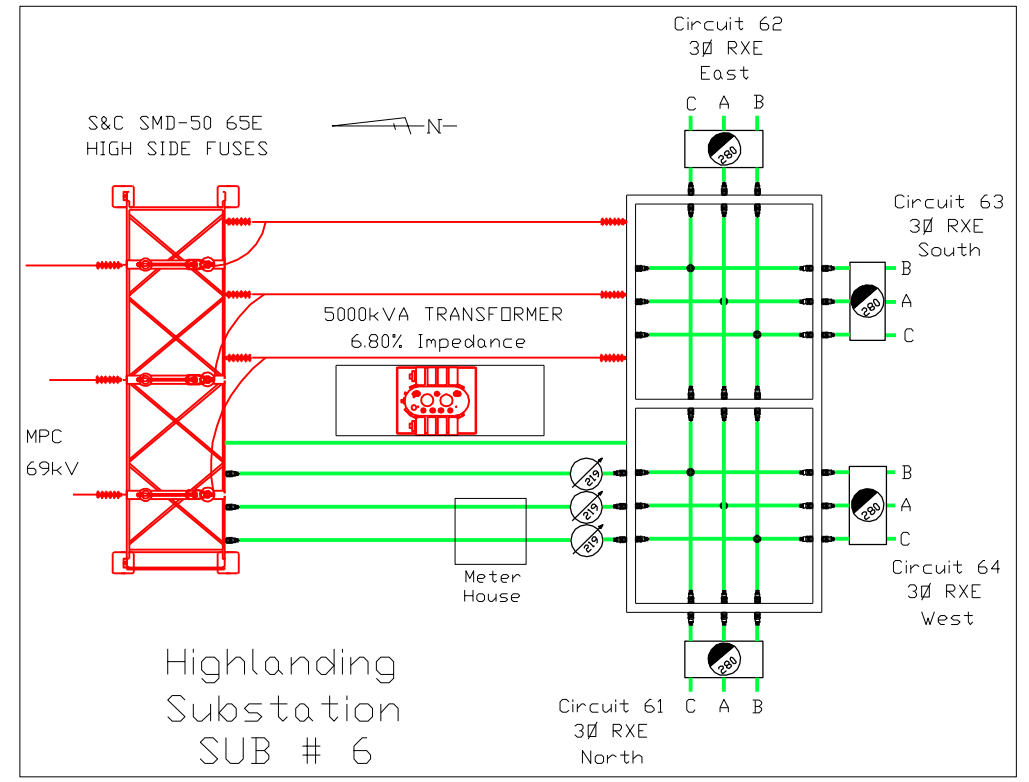 Circuit 62
3Ø RXE
East
C A B
280
S&C SMD-50 65E
HIGH SIDE FUSES
N
Circuit 63
3Ø RXE
South
B
A
C
280
5000kVA TRANSFORMER
6.80% Impedance
MPC
69kV
219
219
219
Meter
House
B
A
C
280
Circuit 64
3Ø RXE
West
280
C A B
Circuit 61
3Ø RXE
North
Highlanding
Substation
SUB # 6